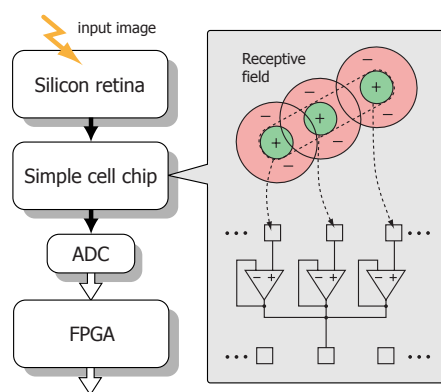 input image
Silicon retina
Simple cell chip
ADC
FPGA
Receptive
field
− + −
− + −
− + −
− +
− +
− +